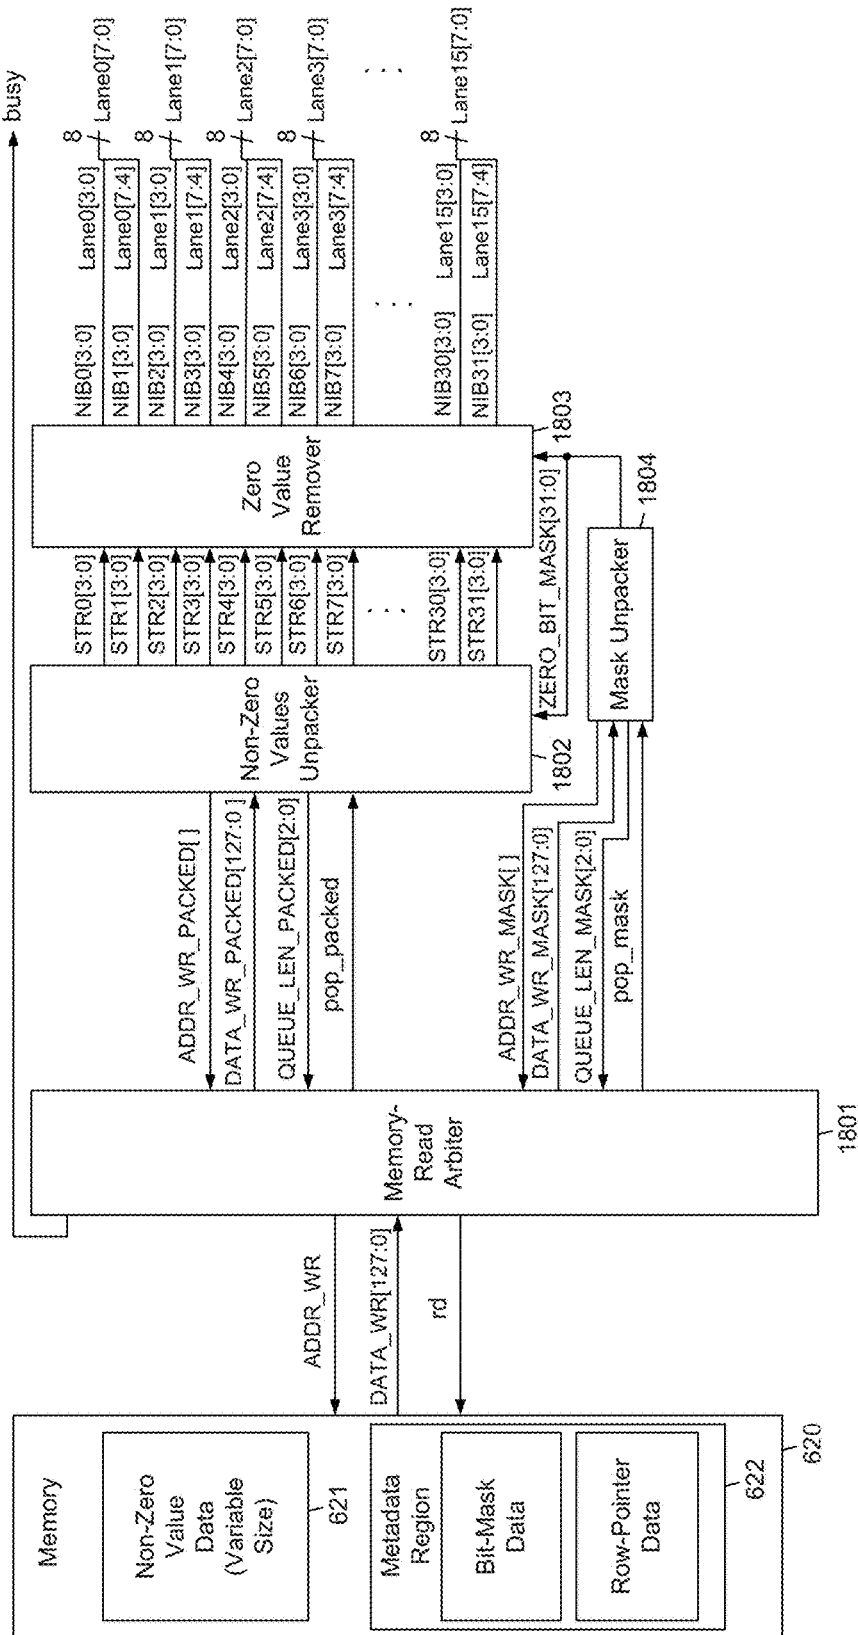 busy
Memory
Non-Zero
Value
Data
(Variable
Size)
621
Metadata
Region
Bit-Mask
Data
Row-Pointer
Data
622
620
ADDR_WR
DATA_WR[127:0]
rd
Memory-
Read
Arbiter
1801
ADDR_WR_PACKED[ ]
DATA_WR_PACKED[127:0 ]
QUEUE_LEN_PACKED[2:0]
pop_packed
ADDR_WR_MASK[ ]
DATA_WR_MASK[127:0]
QUEUE_LEN_MASK[2:0]
pop_mask
Non-Zero
Values
Unpacker
1802
Mask Unpacker
1804
ZERO_BIT_MASK[31:0]
STR0[3:0]
STR1[3:0]
STR2[3:0]
STR3[3:0]
STR4[3:0]
STR5[3:0]
STR6[3:0]
STR7[3:0]
. . .
STR30[3:0]
STR31[3:0]
Zero
Value
Remover
1803
NIB0[3:0] Lane0[3:0] 8 Lane0[7:0]
NIB1[3:0] Lane0[7:4]
NIB2[3:0] Lane1[3:0] 8 Lane1[7:0]
NIB3[3:0] Lane1[7:4]
NIB4[3:0] Lane2[3:0] 8 Lane2[7:0]
NIB5[3:0] Lane2[7:4]
NIB6[3:0] Lane3[3:0] 8 Lane3[7:0]
NIB7[3:0] Lane3[7:4]
. . . . . .
NIB30[3:0] Lane15[3:0] 8 Lane15[7:0]
NIB31[3:0] Lane15[7:4]